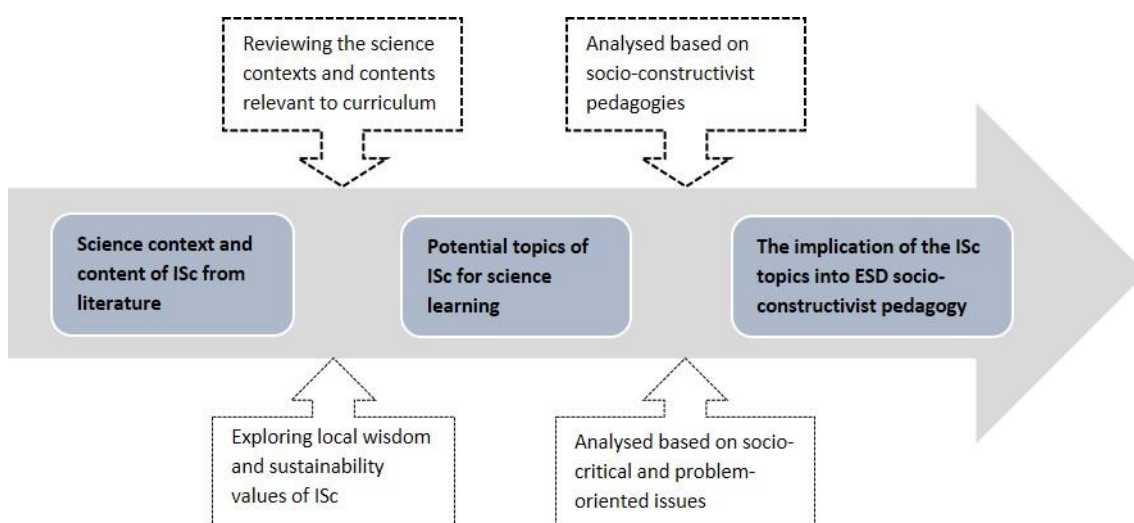 Reviewing the science
contexts and contents
relevant to curriculum
Analysed based on
socio-constructivist
pedagogies
Science context and
content of ISc from
literature
Potential topics of
ISc for science
learning
The implication of the ISc
topics into ESD socio-
constructivist pedagogy
Exploring local wisdom
and sustainability
values of ISc
Analysed based on socio-
critical and problem-
oriented issues